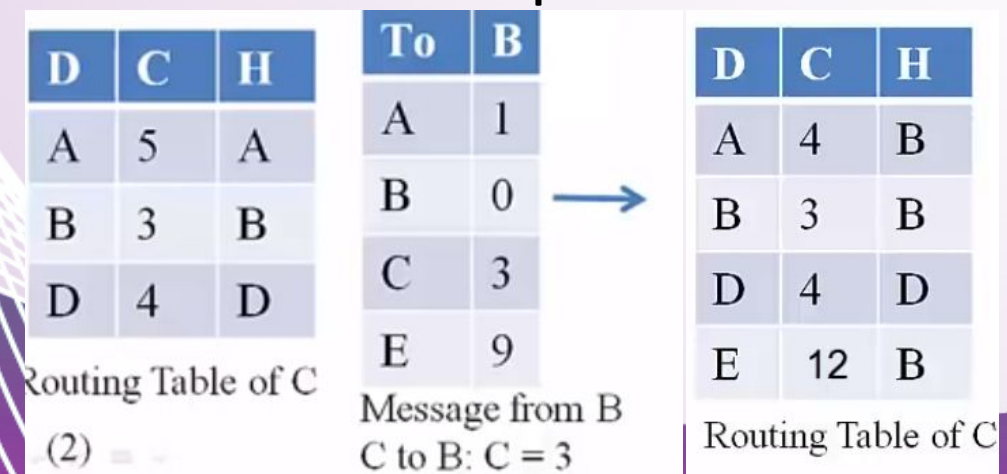 D C H
A 5 A
B 3 B
D 4 D
Routing Table of C
(2)
To B
A 1
B 0
C 3
E 9
Message from B
C to B: C = 3
D C H
A 4 B
B 3 B
D 4 D
E 12 B
Routing Table of C